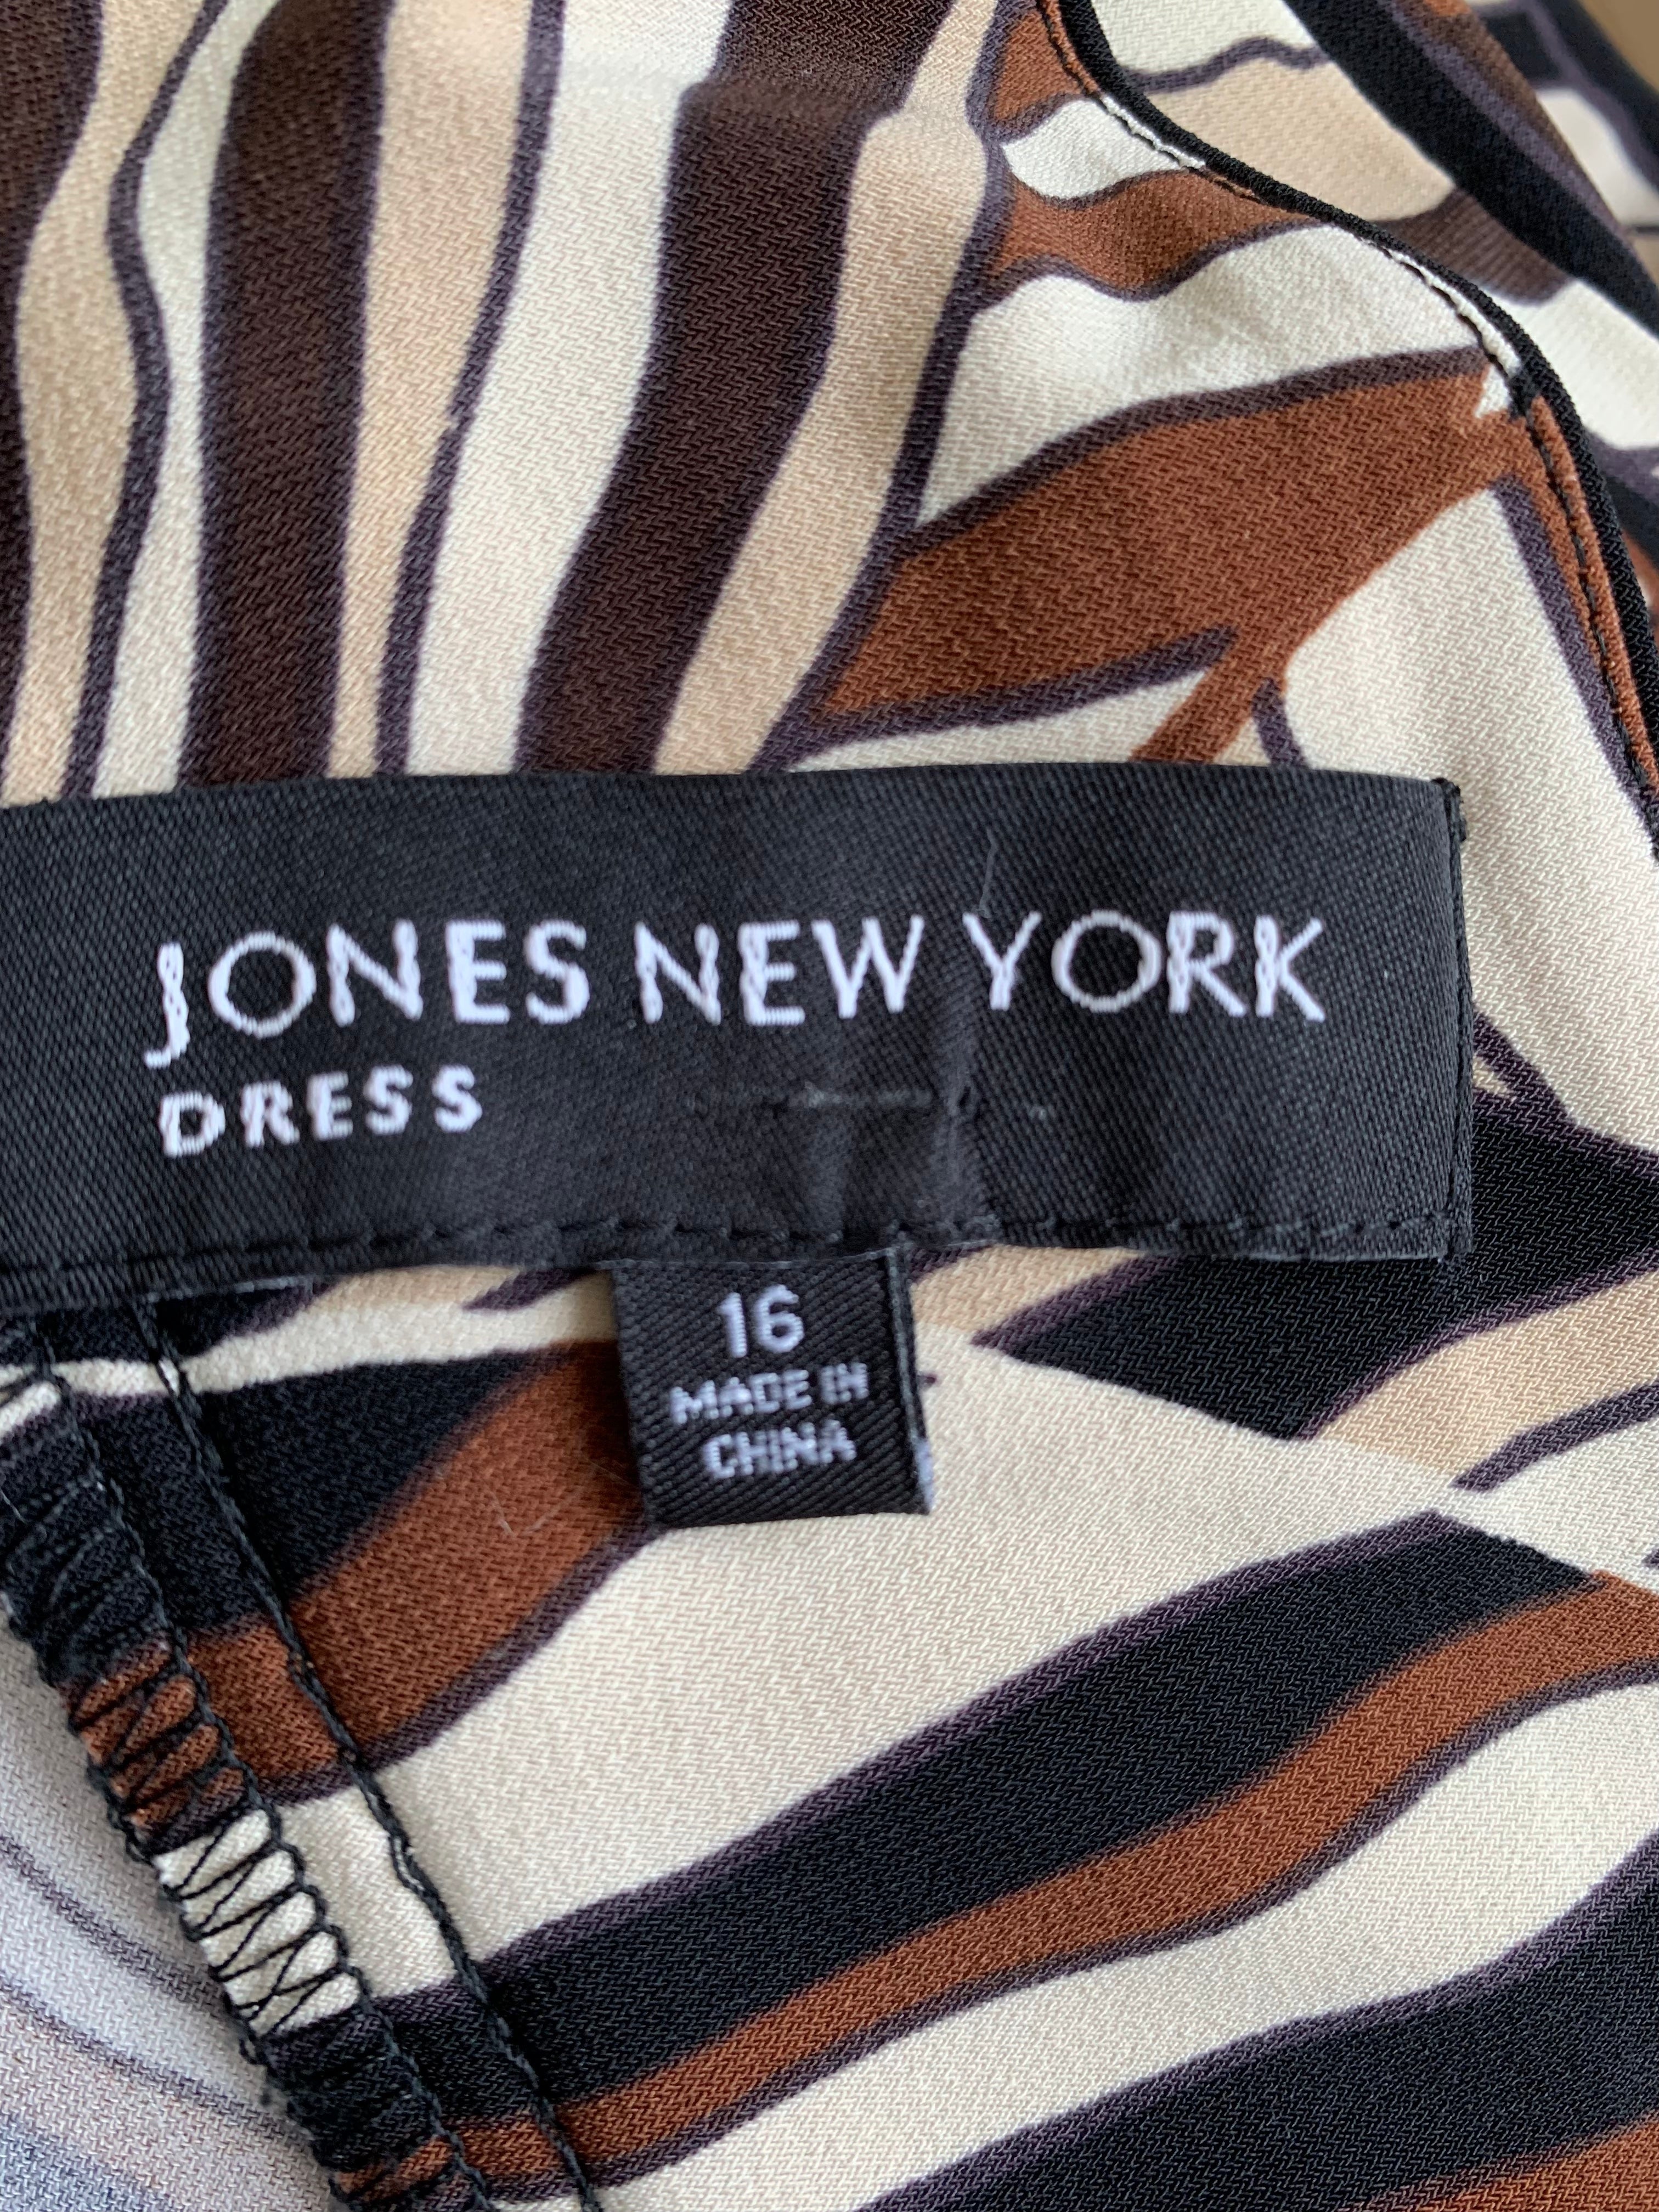 JONES NEW YORK
DRESS
16
MADE IN
CHINA